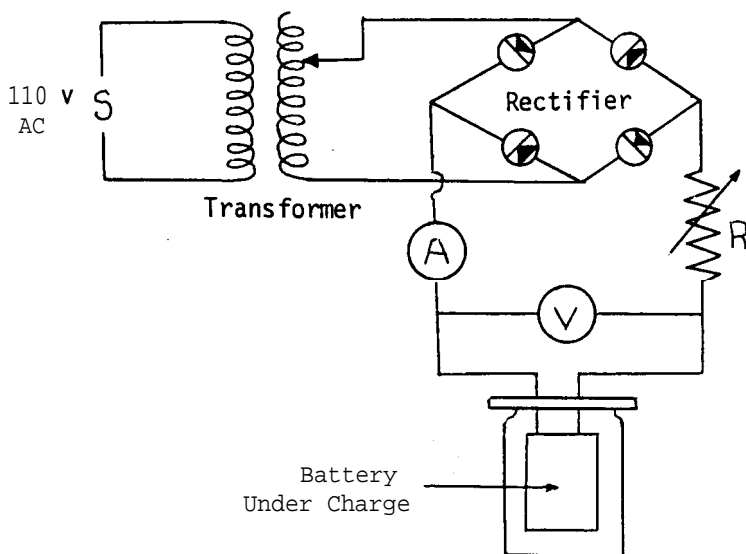 110 V
AC
S
Rectifier
Transformer
A
R
V
Battery
Under Charge